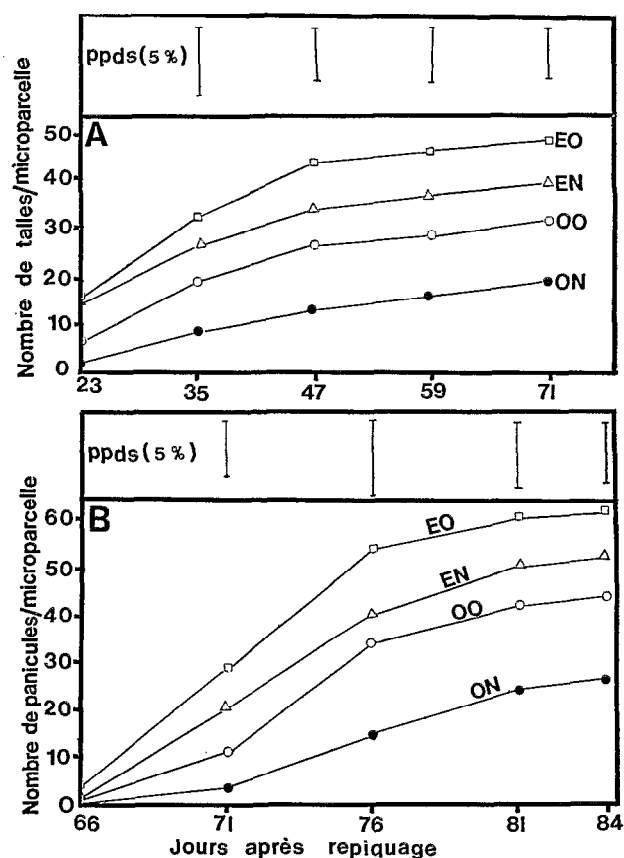 ppds(5 %)
A
Nombre de talles/microparcelle
50
40
30
20
10
0
EO
EN
OO
ON
23 35 47 59 71
ppds(5 %)
B
Nombre de panicules/microparcelle
60
50
40
30
20
10
0
EO
EN
OO
ON
66 71 76 81 84
Jours après repiquage